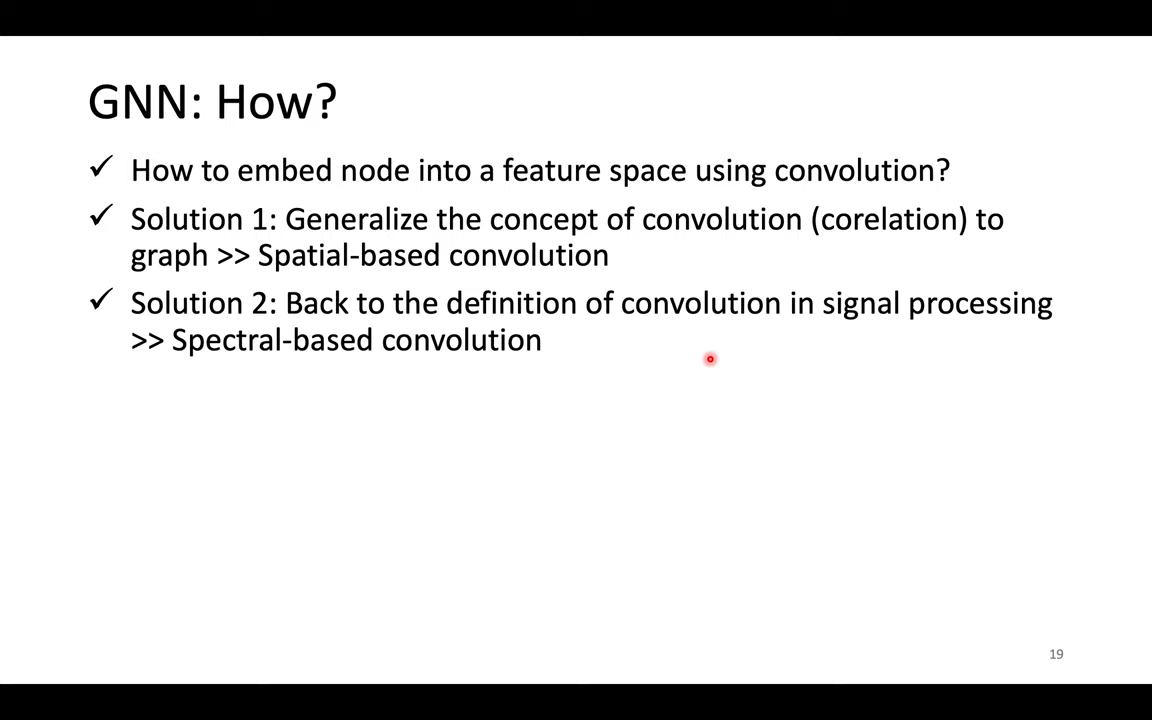 GNN: How?
✓ How to embed node into a feature space using convolution?
✓ Solution 1: Generalize the concept of convolution (corelation) to
graph >> Spatial-based convolution
✓ Solution 2: Back to the definition of convolution in signal processing
>> Spectral-based convolution
19